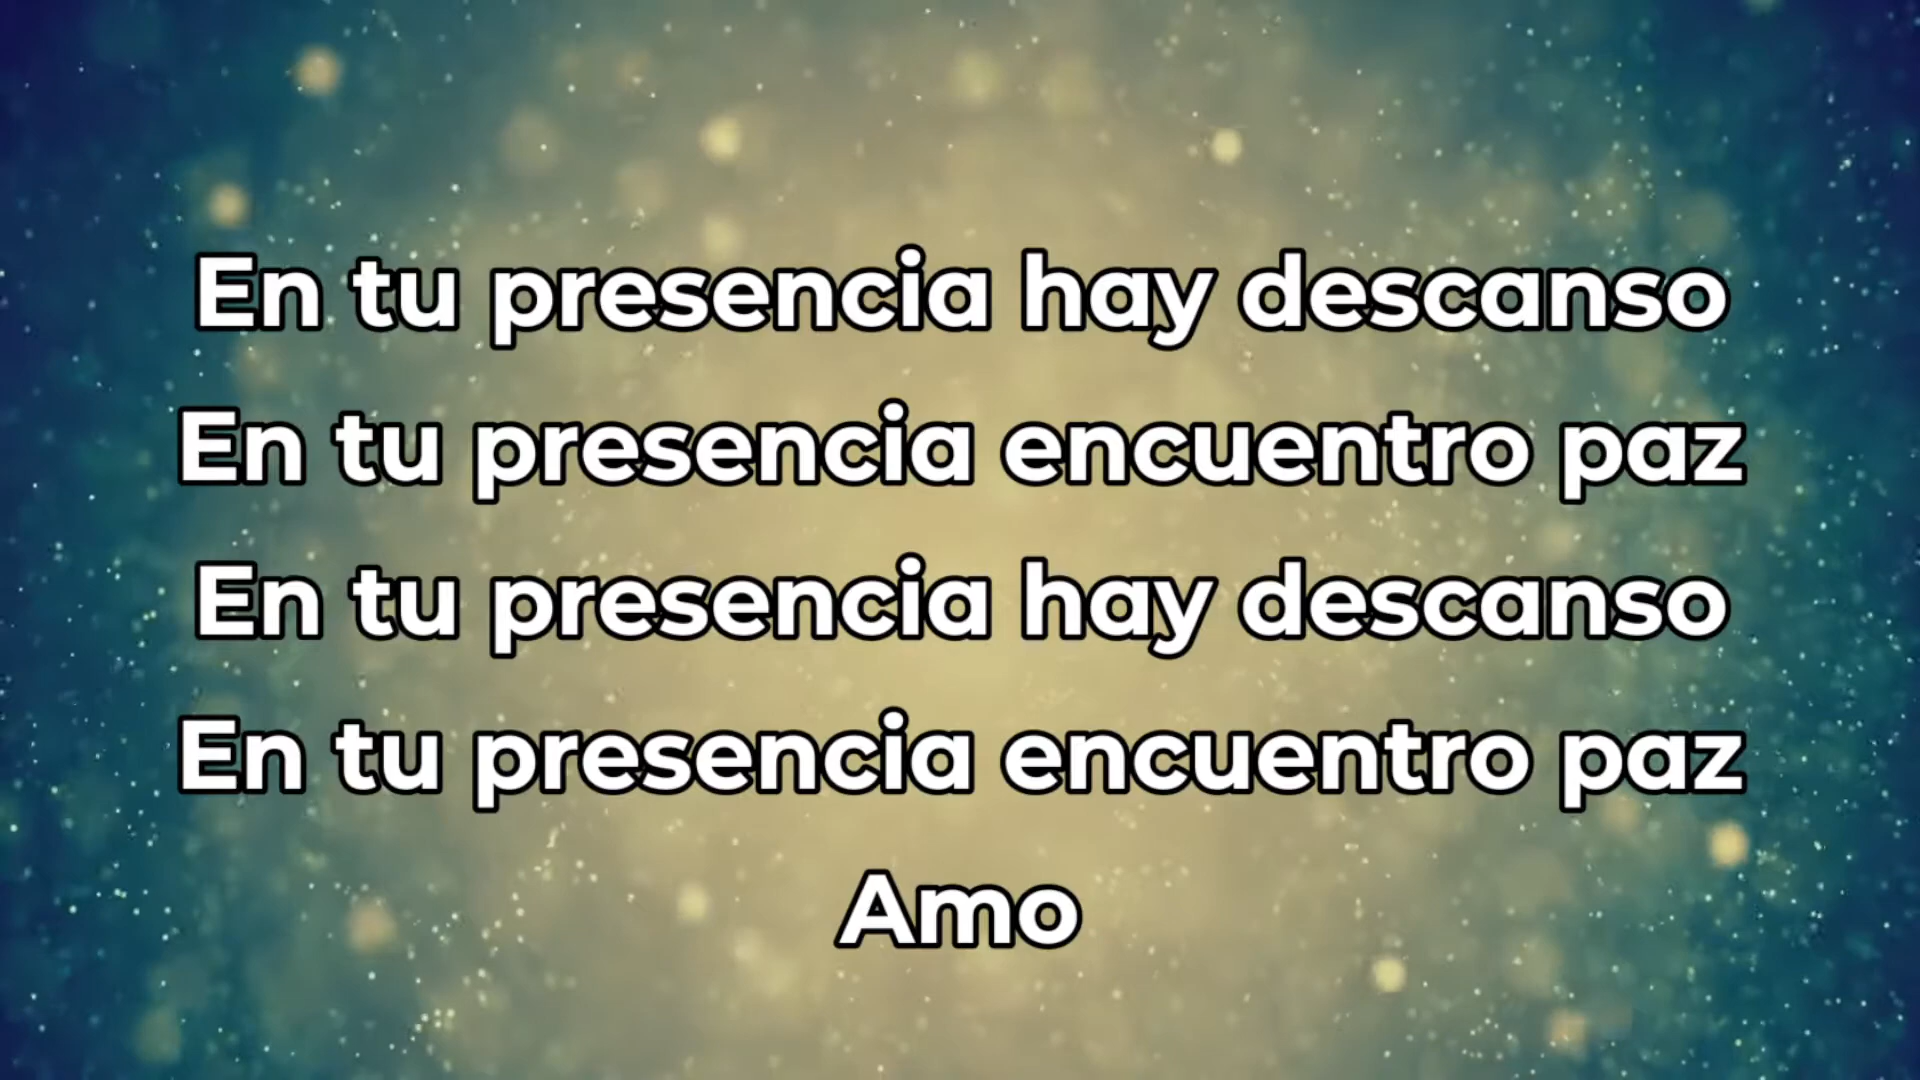 En tu presencia hay descanso
En tu presencia encuentro paz
En tu presencia hay descanso
En tu presencia encuentro paz
Amo